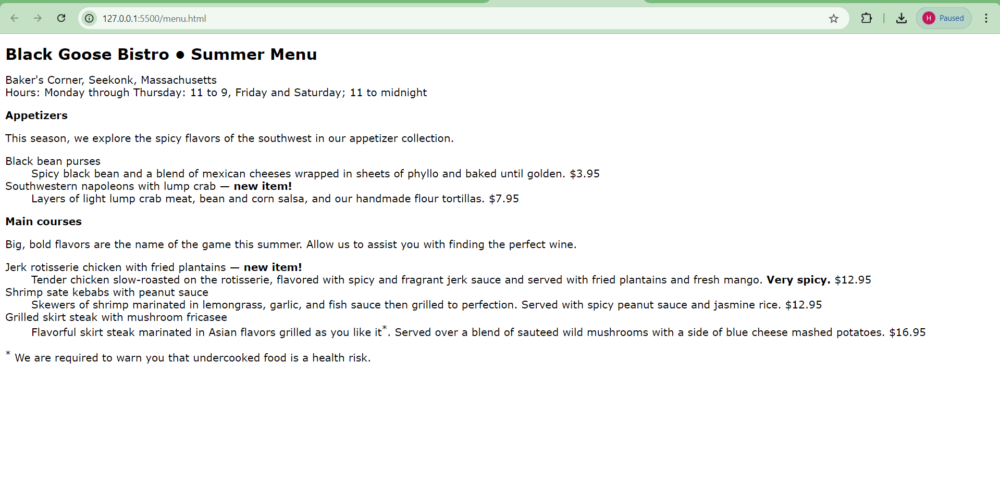 127.0.0.1:5500/menu.html
H Paused
Black Goose Bistro • Summer Menu
Baker's Corner, Seekonk, Massachusetts
Hours: Monday through Thursday: 11 to 9, Friday and Saturday; 11 to midnight
Appetizers
This season, we explore the spicy flavors of the southwest in our appetizer collection.
Black bean purses
Spicy black bean and a blend of mexican cheeses wrapped in sheets of phyllo and baked until golden. $3.95
Southwestern napoleons with lump crab — new item!
Layers of light lump crab meat, bean and corn salsa, and our handmade flour tortillas. $7.95
Main courses
Big, bold flavors are the name of the game this summer. Allow us to assist you with finding the perfect wine.
Jerk rotisserie chicken with fried plantains — new item!
Tender chicken slow-roasted on the rotisserie, flavored with spicy and fragrant jerk sauce and served with fried plantains and fresh mango. Very spicy. $12.95
Shrimp sate kebabs with peanut sauce
Skewers of shrimp marinated in lemongrass, garlic, and fish sauce then grilled to perfection. Served with spicy peanut sauce and jasmine rice. $12.95
Grilled skirt steak with mushroom fricasee
Flavorful skirt steak marinated in Asian flavors grilled as you like it*. Served over a blend of sauteed wild mushrooms with a side of blue cheese mashed potatoes. $16.95
* We are required to warn you that undercooked food is a health risk.